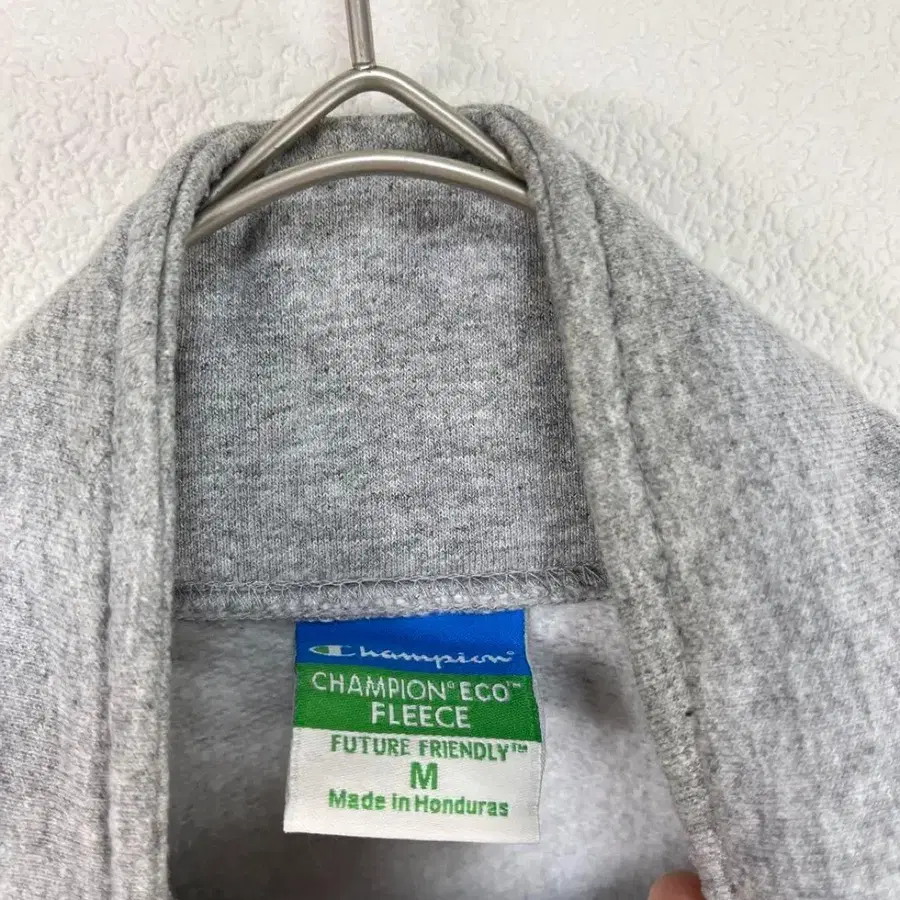 Champion®
CHAMPION® ECO™
FLEECE
FUTURE FRIENDLY™
M
Made in Honduras